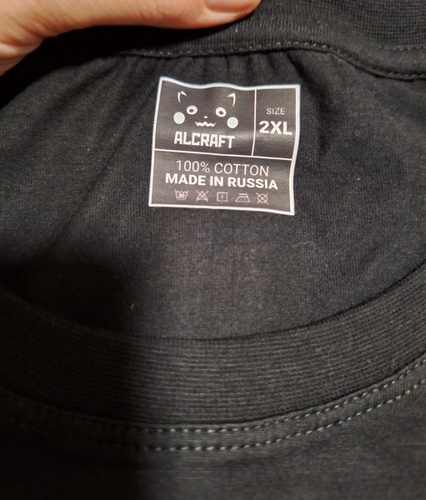 ALCRAFT
SIZE
2XL
100% COTTON
MADE IN RUSSIA